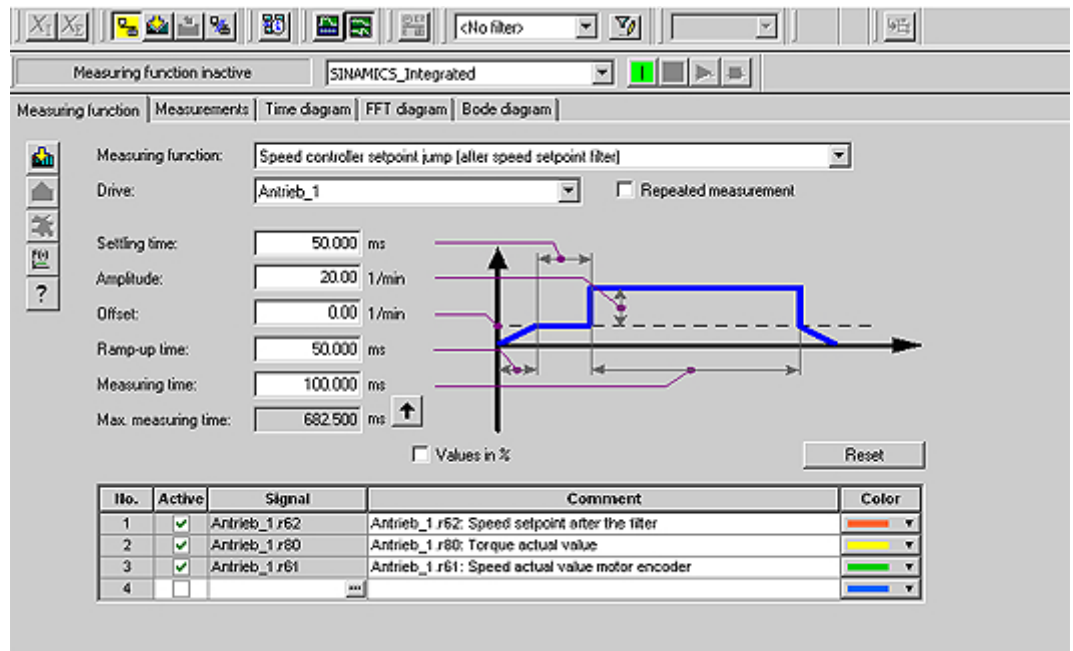 X₁ X₂ <No filter>
Measuring function inactive SINAMICS_Integrated
Measuring function Measurements Time diagram FFT diagram Bode diagram
Measuring function: Speed controller setpoint jump (after speed setpoint filter)
Drive: Antrieb_1 Repeated measurement
Settling time: 50.000 ms
Amplitude: 20.00 1/min
Offset: 0.00 1/min
Ramp-up time: 50.000 ms
Measuring time: 100.000 ms
Max. measuring time: 682.500 ms
Values in %
Reset
No. Active Signal Comment Color
1 Antrieb_1.r62 Antrieb_1.r62: Speed setpoint after the filter
2 Antrieb_1.r80 Antrieb_1.r80: Torque actual value
3 Antrieb_1.r61 Antrieb_1.r61: Speed actual value motor encoder
4 ...
?